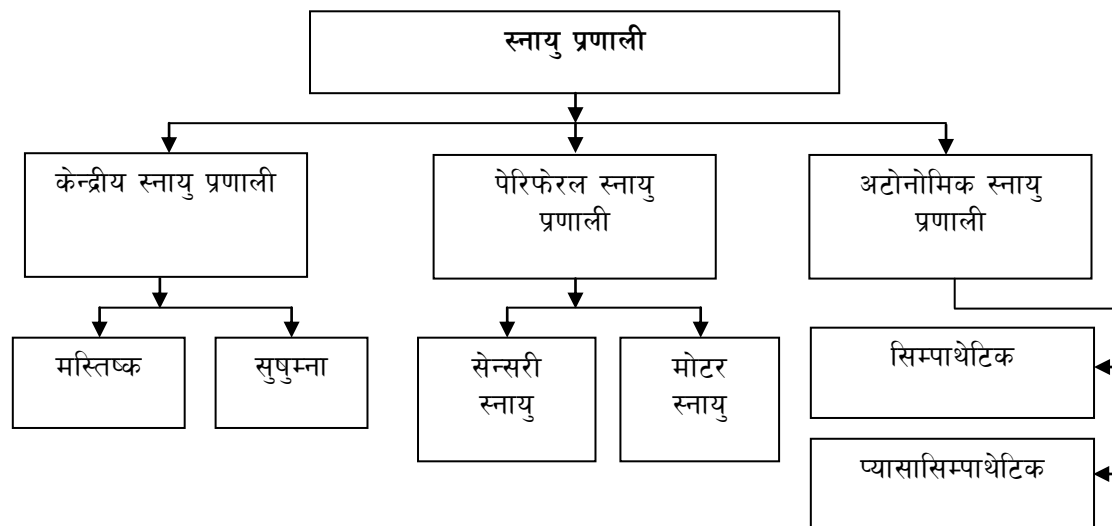 स्नायु प्रणाली
केन्द्रीय स्नायु प्रणाली
पेरिफेरल स्नायु
प्रणाली
अटोनोमिक स्नायु
प्रणाली
मस्तिष्क
सुषुम्ना
सेन्सरी
स्नायु
मोटर
स्नायु
सिम्पाथेटिक
प्यासासिम्पाथेटिक